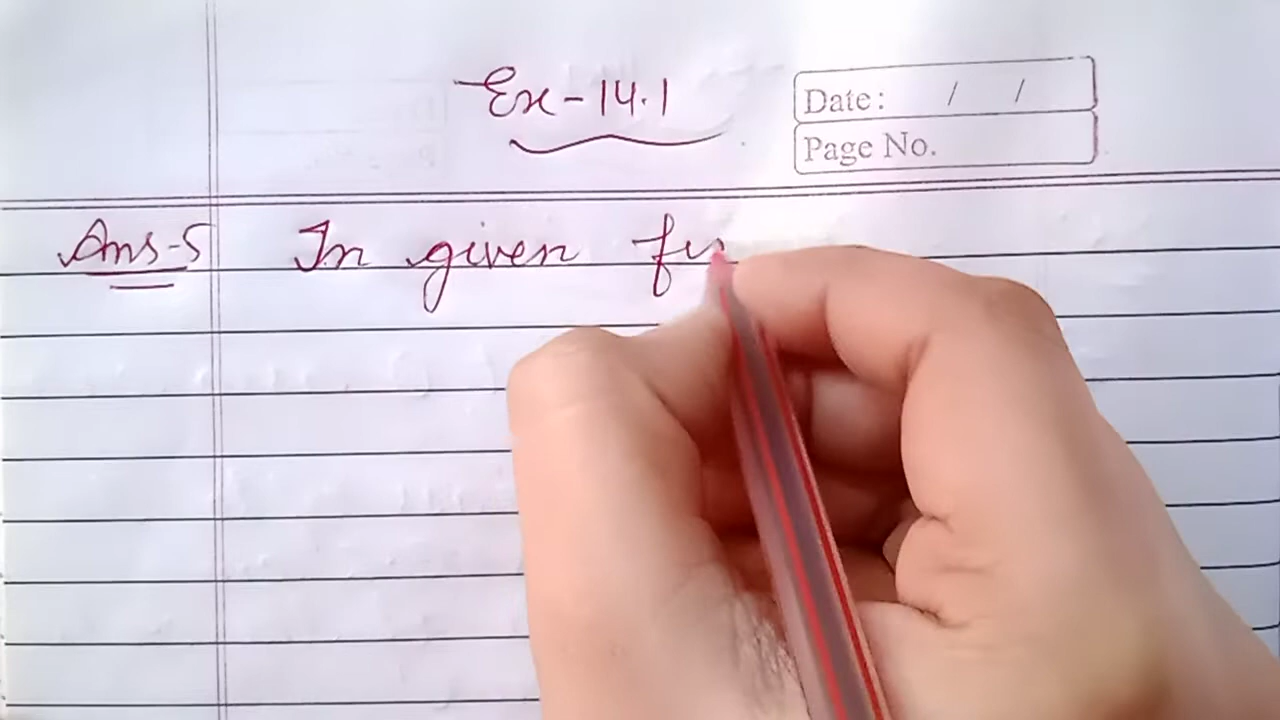 Ex-14.1
Date: / /
Page No.
Ans-5 In given